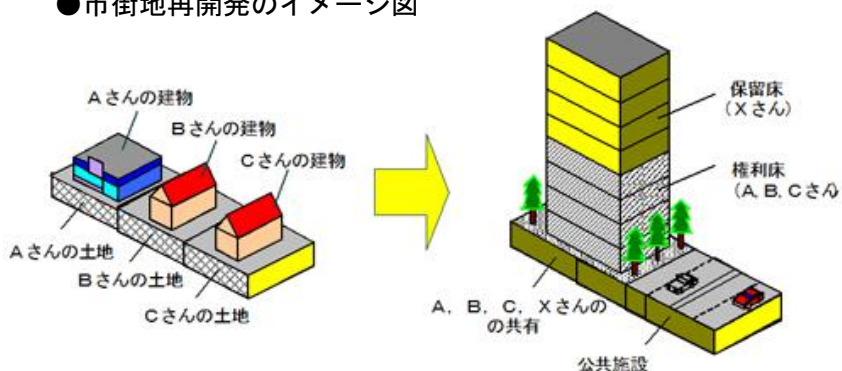 ●市街地再開発のイメージ図
Aさんの建物
Bさんの建物
Cさんの建物
Aさんの土地
Bさんの土地
Cさんの土地
保留床
(Xさん)
権利床
(A, B, Cさん)
A, B, C, Xさんの
の共有
公共施設